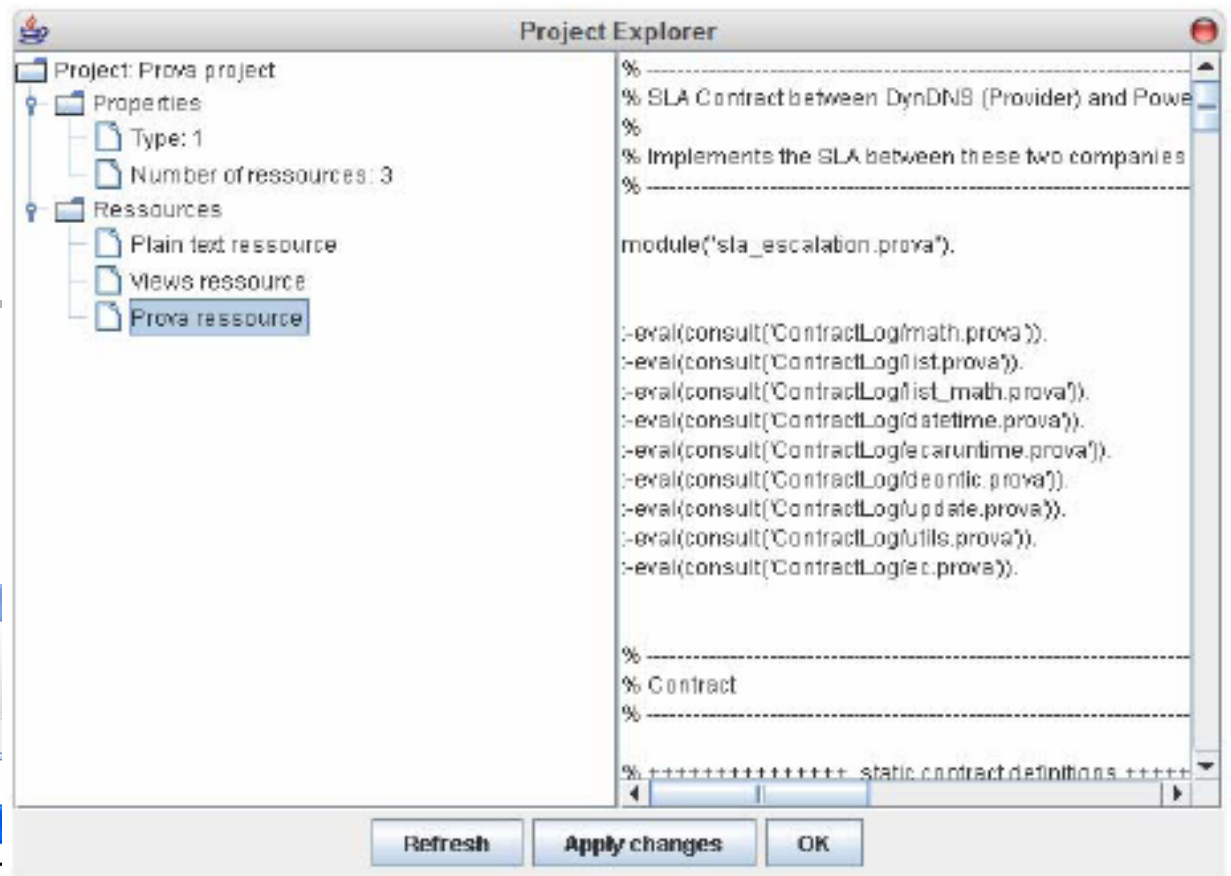 Project Explorer
Project: Prova project
Properties
Type: 1
Number of ressources: 3
Ressources
Plain text ressource
Views ressource
Prova ressource
% ------------------------------------------------------------
% SLA Contract between DynDNS (Provider) and Powe
%
% Implements the SLA between these two companies
% ------------------------------------------------------------
module("sla_escalation.prova").
:-eval(consult('ContractLog/math.prova')).
:-eval(consult('ContractLog/list.prova')).
:-eval(consult('ContractLog/list_math.prova')).
:-eval(consult('ContractLog/datetime.prova')).
:-eval(consult('ContractLog/ecaruntime.prova')).
:-eval(consult('ContractLog/deontic.prova')).
:-eval(consult('ContractLog/update.prova')).
:-eval(consult('ContractLog/utils.prova')).
:-eval(consult('ContractLog/ec.prova')).
% ------------------------------------------------------------
% Contract
% ------------------------------------------------------------
% +++++++++++++++ static contract definitions +++++
Refresh
Apply changes
OK